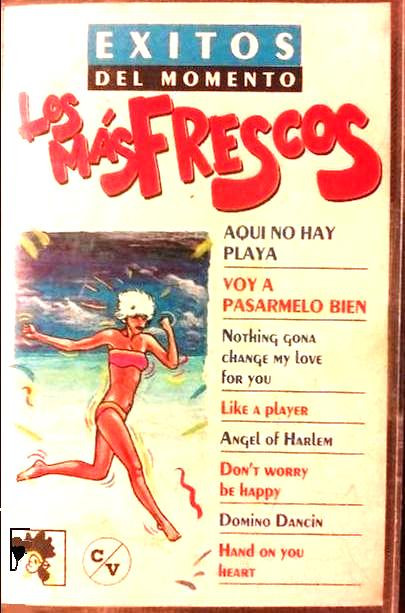 EXITOS
DEL MOMENTO
LOS
MÁS FRESCOS
AQUI NO HAY
PLAYA
VOY A
PASARMELO BIEN
NOTHING GONA
CHANGE MY LOVE
FOR YOU
LIKE A PLAYER
ANGEL OF HARLEM
DON'T WORRY
BE HAPPY
DOMINO DANCIN
HAND ON YOU
HEART
C/V